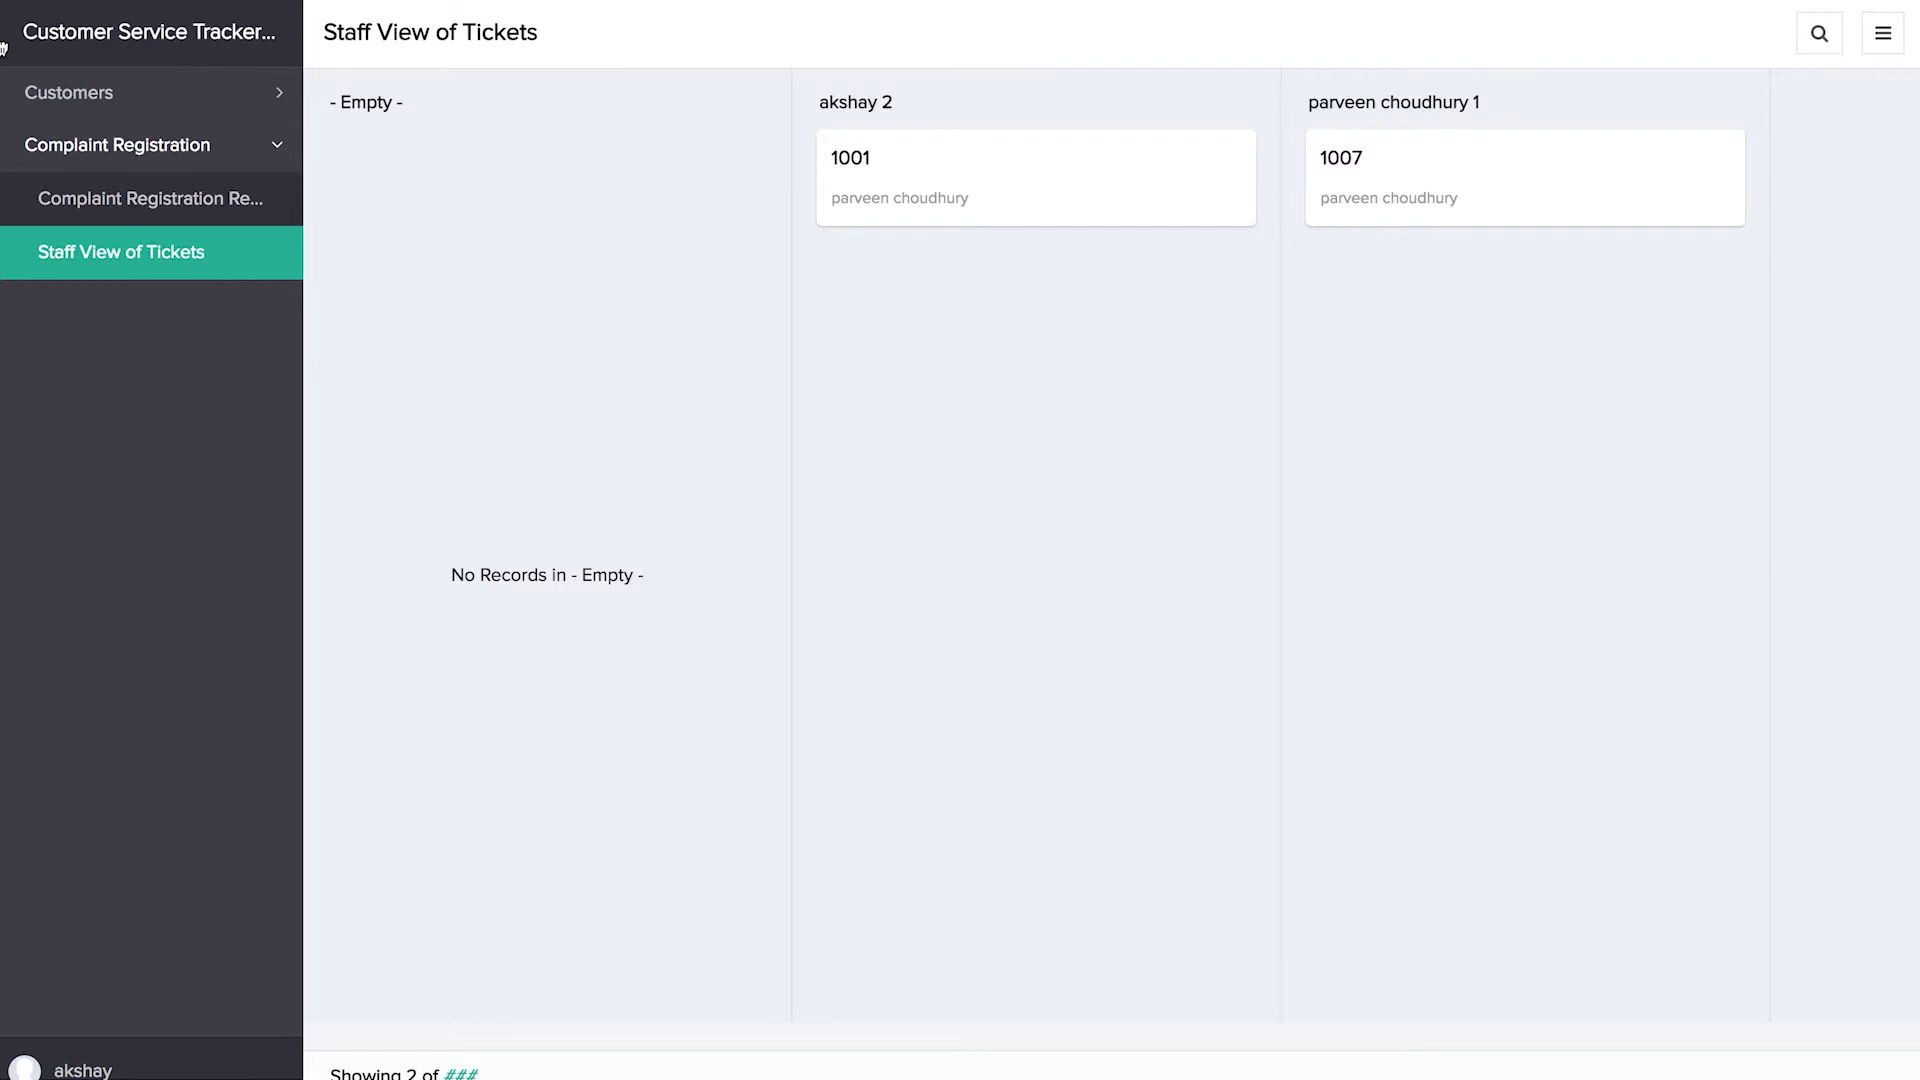 Customer Service Tracker...
Customers
Complaint Registration
Complaint Registration Re...
Staff View of Tickets
akshay
Staff View of Tickets
- Empty -
No Records in - Empty -
akshay 2
1001
parveen choudhury
parveen choudhury 1
1007
parveen choudhury
Showing 2 of ###